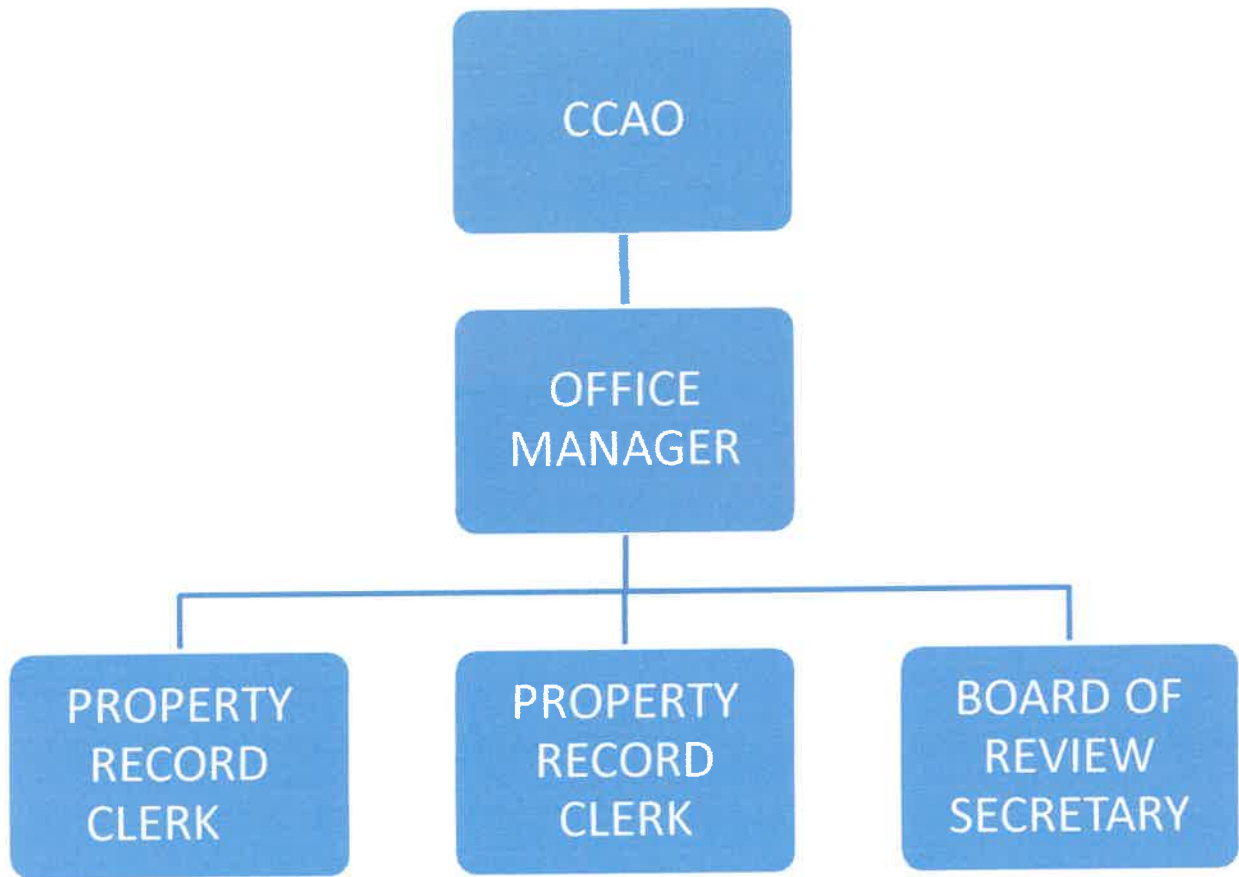 CCAO
OFFICE
MANAGER
PROPERTY
RECORD
CLERK
PROPERTY
RECORD
CLERK
BOARD OF
REVIEW
SECRETARY